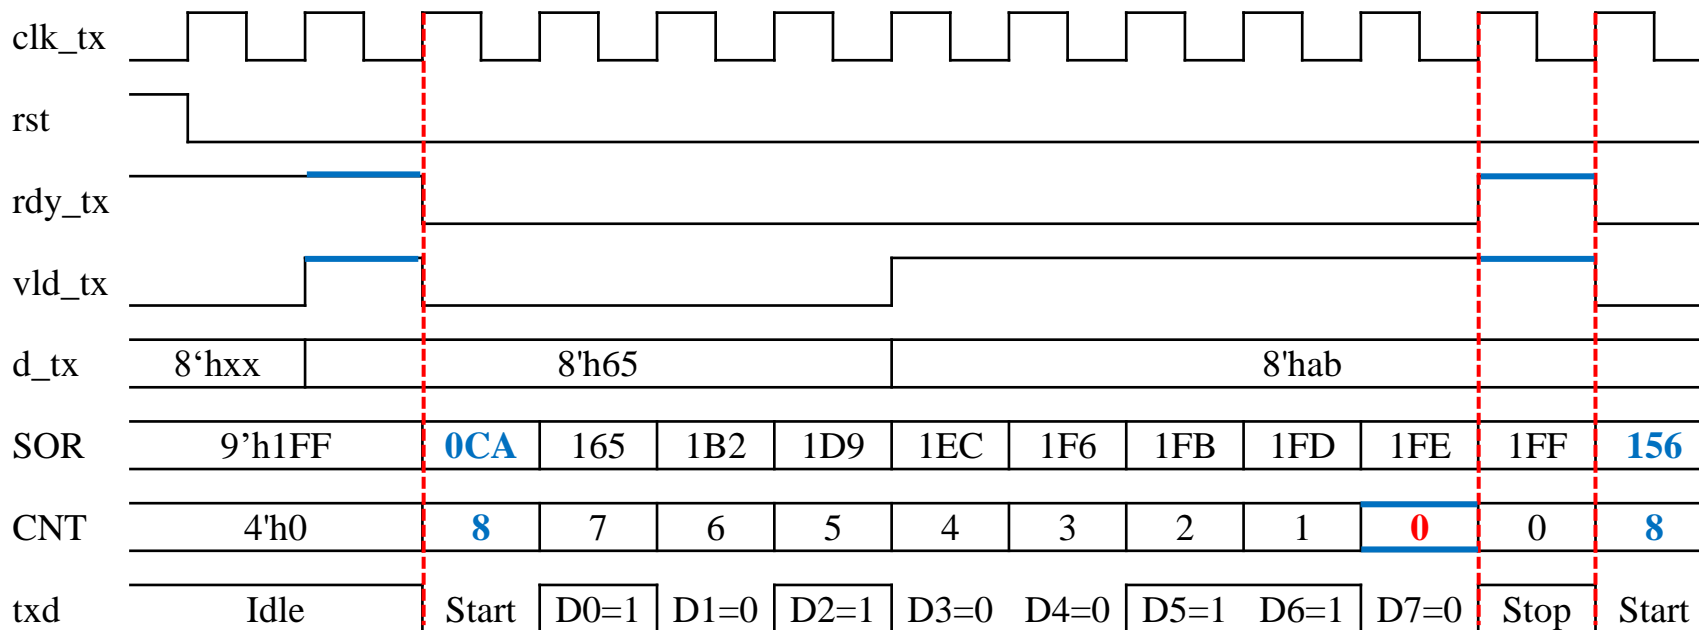 clk_tx
rst
rdy_tx
vld_tx
d_tx 8‘hxx 8'h65 8'hab
SOR 9’h1FF 0CA 165 1B2 1D9 1EC 1F6 1FB 1FD 1FE 1FF 156
CNT 4'h0 8 7 6 5 4 3 2 1 0 0 8
txd Idle Start D0=1 D1=0 D2=1 D3=0 D4=0 D5=1 D6=1 D7=0 Stop Start